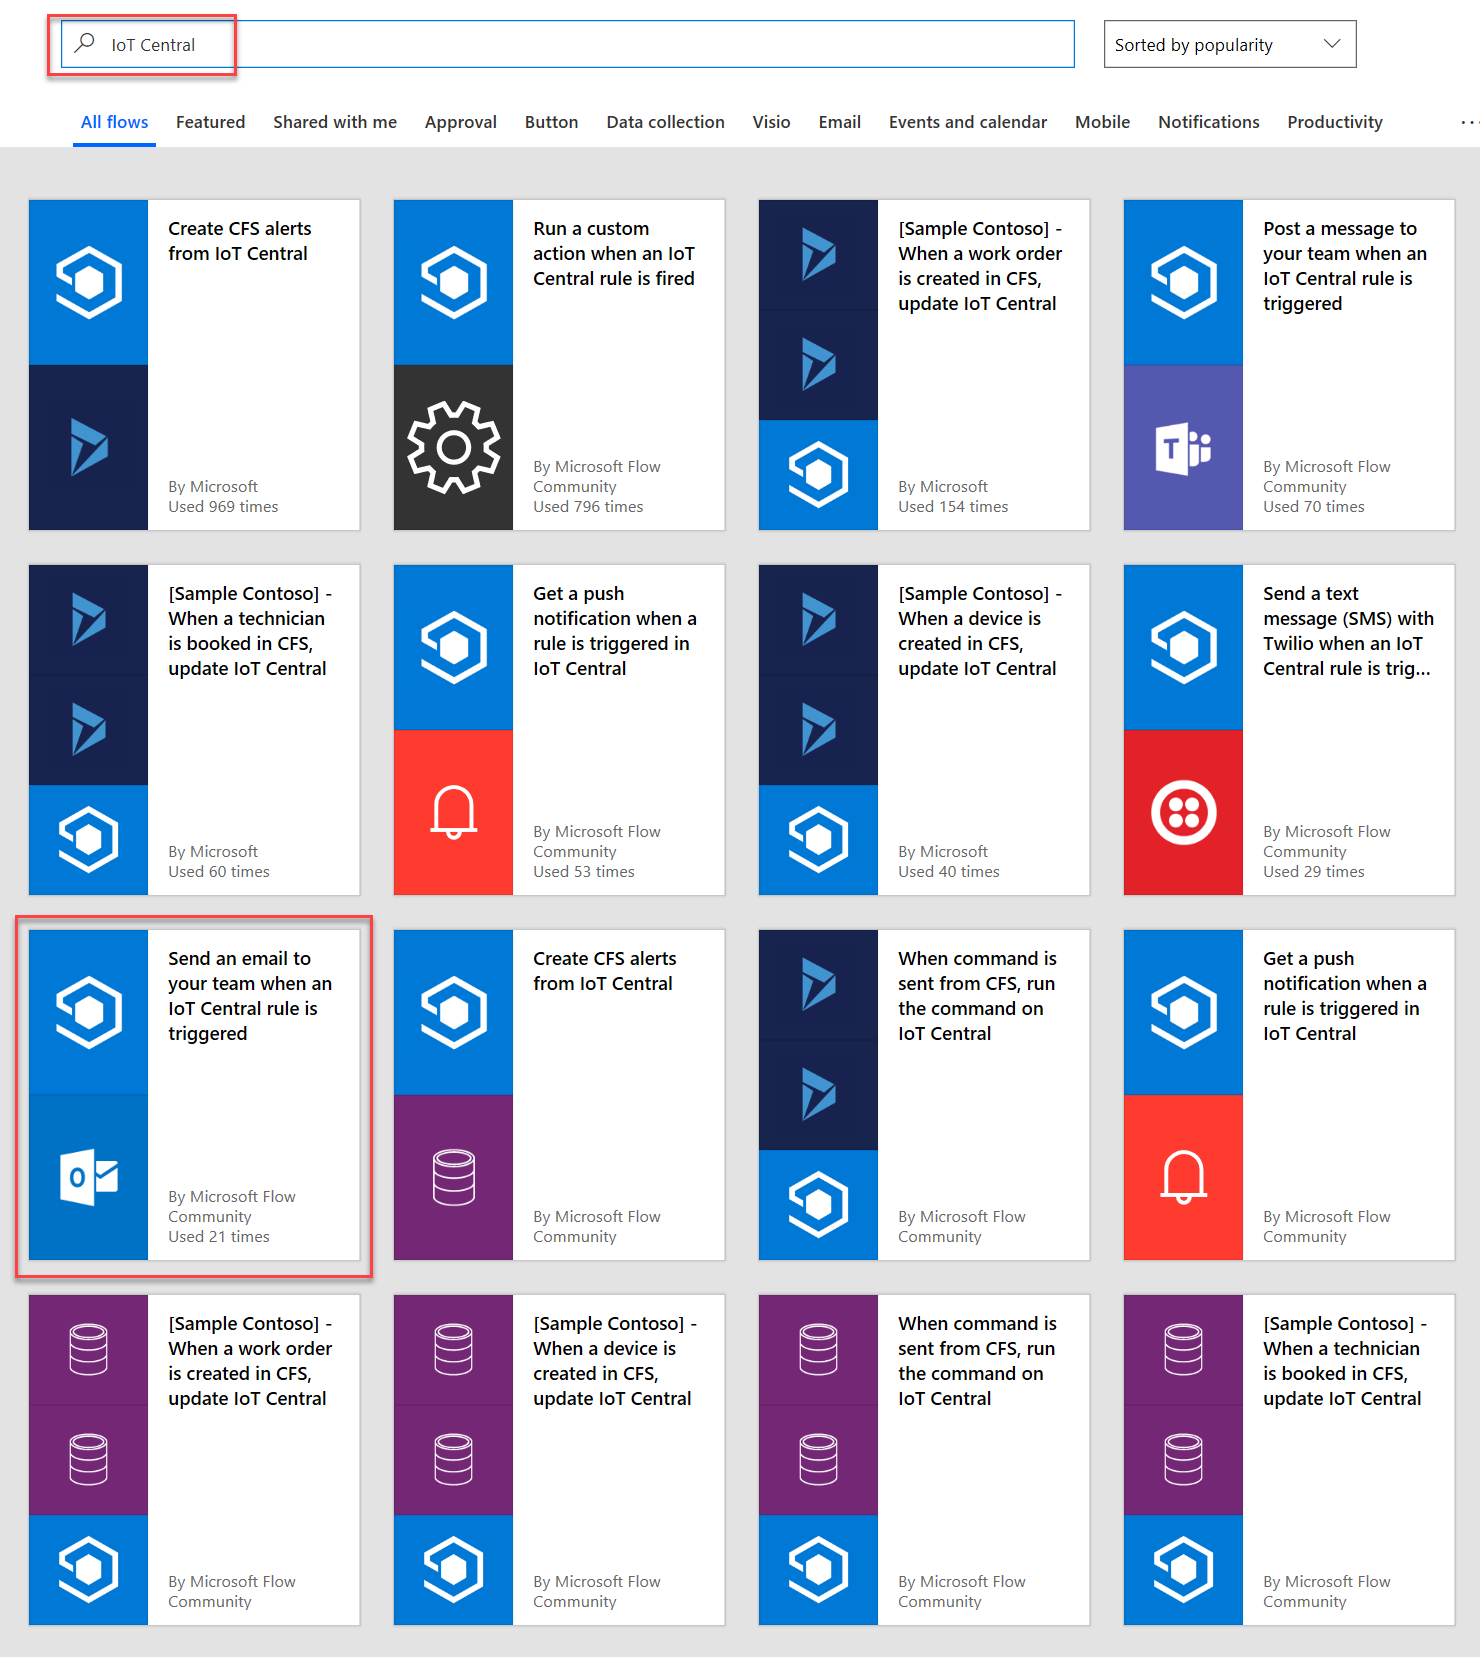 IoT Central
Sorted by popularity
All flows Featured Shared with me Approval Button Data collection Visio Email Events and calendar Mobile Notifications Productivity ...
Create CFS alerts
from IoT Central
By Microsoft
Used 969 times
Run a custom
action when an IoT
Central rule is fired
By Microsoft Flow
Community
Used 796 times
[Sample Contoso] -
When a work order
is created in CFS,
update IoT Central
By Microsoft
Used 154 times
Post a message to
your team when an
IoT Central rule is
triggered
T
By Microsoft Flow
Community
Used 70 times
[Sample Contoso] -
When a technician
is booked in CFS,
update IoT Central
By Microsoft
Used 60 times
Get a push
notification when a
rule is triggered in
IoT Central
By Microsoft Flow
Community
Used 53 times
[Sample Contoso] -
When a device is
created in CFS,
update IoT Central
By Microsoft
Used 40 times
Send a text
message (SMS) with
Twilio when an IoT
Central rule is trig...
By Microsoft Flow
Community
Used 29 times
Send an email to
your team when an
IoT Central rule is
triggered
O
By Microsoft Flow
Community
Used 21 times
Create CFS alerts
from IoT Central
By Microsoft Flow
Community
When command is
sent from CFS, run
the command on
IoT Central
By Microsoft Flow
Community
Get a push
notification when a
rule is triggered in
IoT Central
By Microsoft Flow
Community
[Sample Contoso] -
When a work order
is created in CFS,
update IoT Central
By Microsoft Flow
Community
[Sample Contoso] -
When a device is
created in CFS,
update IoT Central
By Microsoft Flow
Community
When command is
sent from CFS, run
the command on
IoT Central
By Microsoft Flow
Community
[Sample Contoso] -
When a technician
is booked in CFS,
update IoT Central
By Microsoft Flow
Community